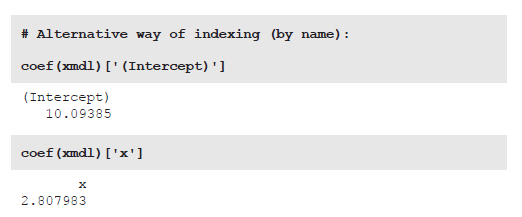 # Alternative way of indexing (by name):
coef(xmdl)['(Intercept)']
(Intercept)
10.09385
coef(xmdl)['x']
x
2.807983